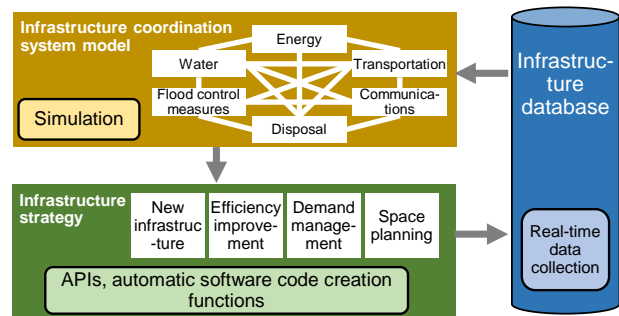 Infrastructure coordination
system model
Energy
Water
Transportation
Flood control
measures
Communica-
tions
Disposal
Simulation
Infrastruc-
ture
database
Real-time
data
collection
Infrastructure
strategy
New
infrastruc
-ture
Efficiency
improve-
ment
Demand
manage-
ment
Space
planning
APIs, automatic software code creation
functions